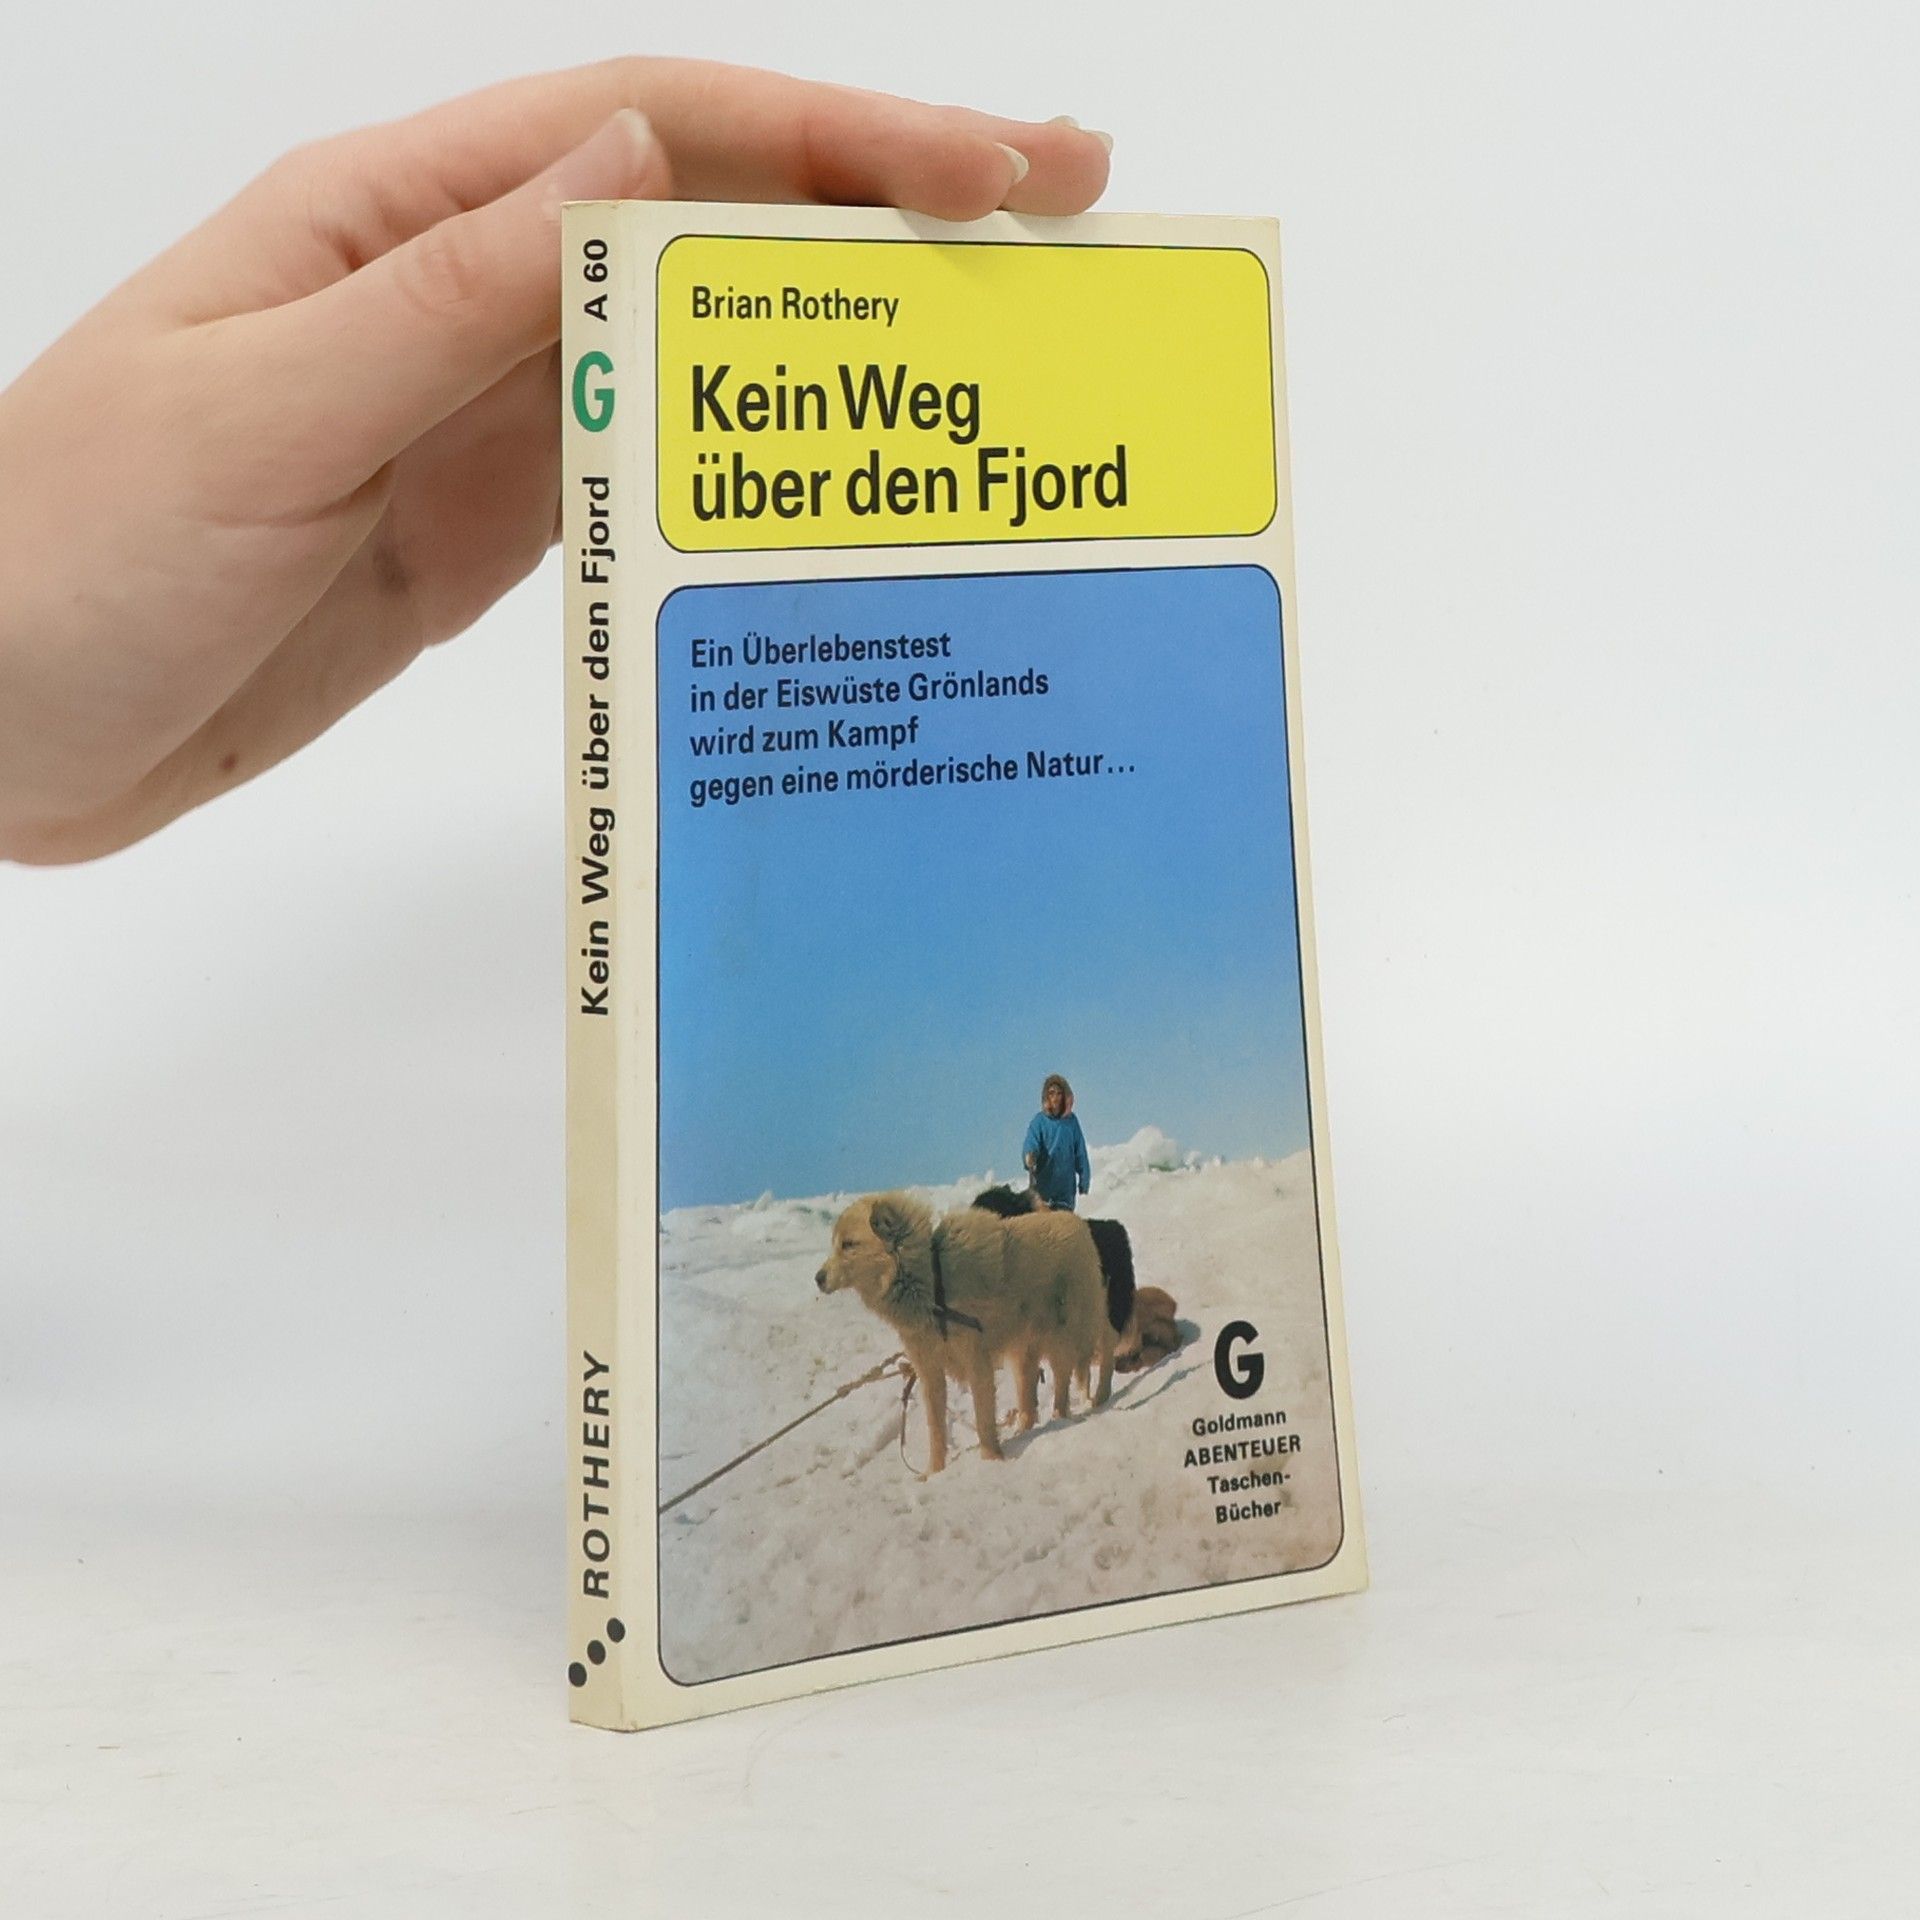 Brian Rothery
Kein Weg
über den Fjord
Ein Überlebenstest
in der Eiswüste Grönlands
wird zum Kampf
gegen eine mörderische Natur...
G
Goldmann
ABENTEUER
Taschen-
Bücher
ROTHERY Kein Weg über den Fjord G A 60